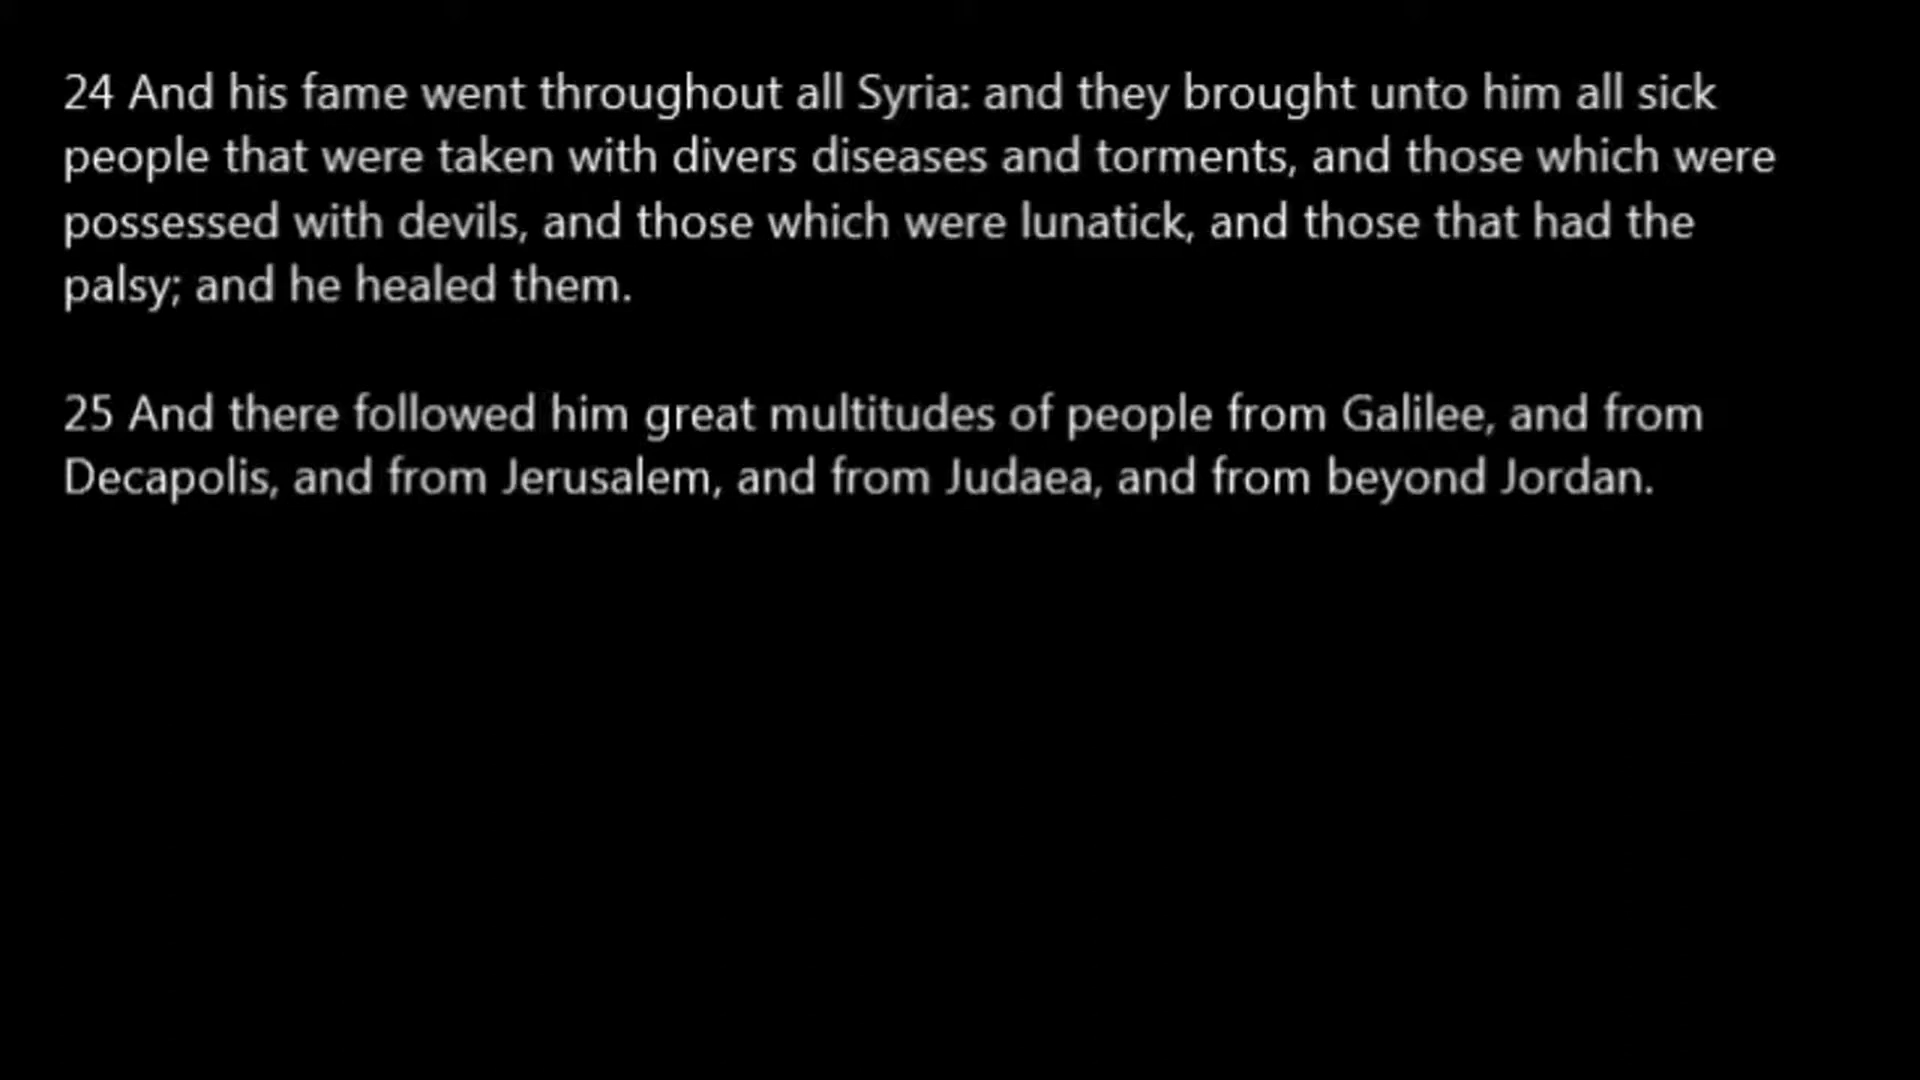 24 And his fame went throughout all Syria: and they brought unto him all sick
people that were taken with divers diseases and torments, and those which were
possessed with devils, and those which were lunatick, and those that had the
palsy; and he healed them.
25 And there followed him great multitudes of people from Galilee, and from
Decapolis, and from Jerusalem, and from Judaea, and from beyond Jordan.